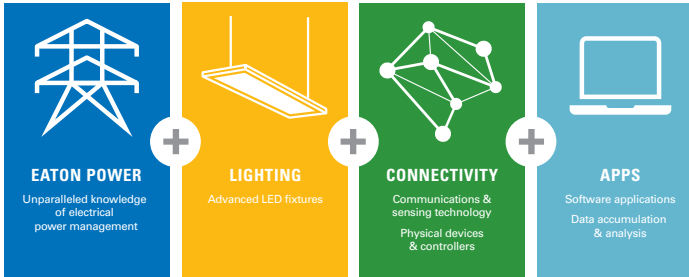 EATON POWER
Unparalleled knowledge
of electrical
power management
LIGHTING
Advanced LED fixtures
CONNECTIVITY
Communications &
sensing technology
Physical devices
& controllers
APPS
Software applications
Data accumulation
& analysis